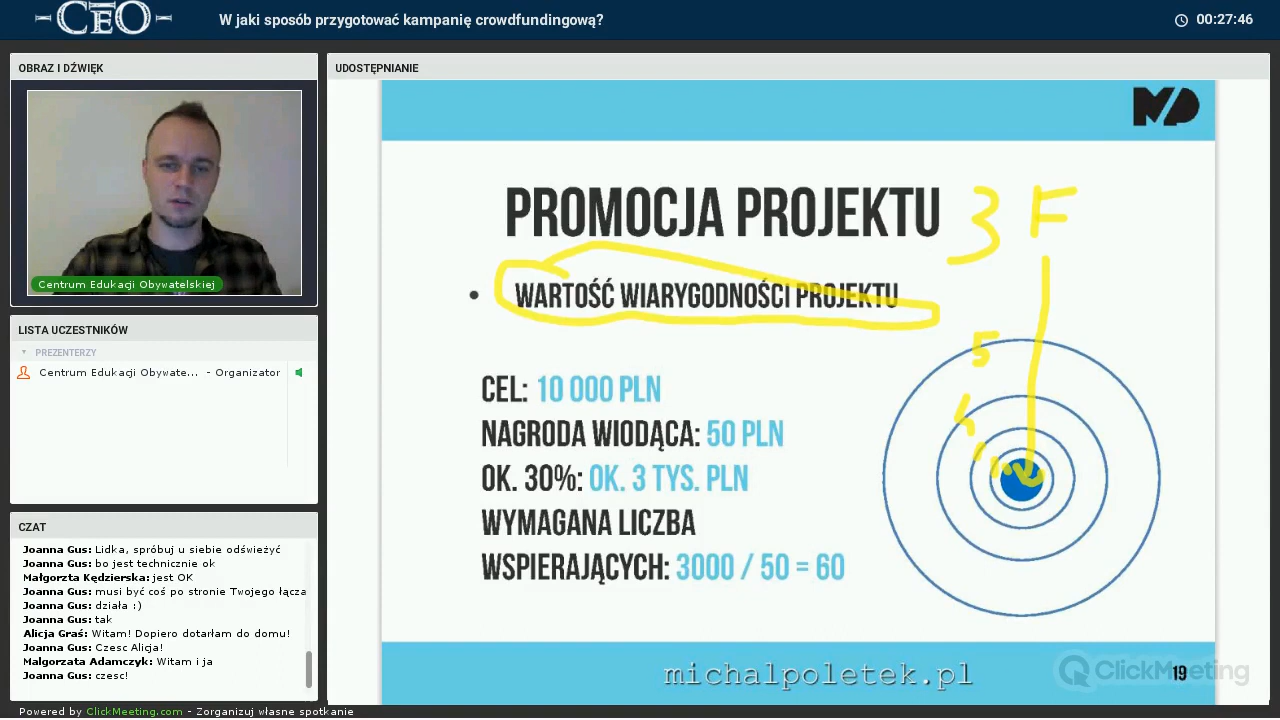 CEO
W jaki sposób przygotować kampanię crowdfundingową?
00:27:46
OBRAZ I DŹWIĘK
Centrum Edukacji Obywatelskiej
LISTA UCZESTNIKÓW
PREZENTERZY
Centrum Edukacji Obywate... - Organizator
CZAT
Joanna Gus: Lidka, spróbuj u siebie odświeżyć
Joanna Gus: bo jest technicznie ok
Małgorzta Kędzierska: jest OK
Joanna Gus: musi być coś po stronie Twojego łącza
Joanna Gus: działa :)
Joanna Gus: tak
Alicja Graś: Witam! Dopiero dotarłam do domu!
Joanna Gus: Czesc Alicja!
Małgorzata Adamczyk: Witam i ja
Joanna Gus: czesc!
UDOSTĘPNIANIE
MP
PROMOCJA PROJEKTU 3 F
• WARTOŚĆ WIARYGODNOŚCI PROJEKTU
5
CEL: 10 000 PLN
NAGRODA WIODĄCA: 50 PLN
OK. 30%: OK. 3 TYS. PLN
WYMAGANA LICZBA
WSPIERAJĄCYCH: 3000 / 50 = 60
michalpoletek.pl
ClickMeeting
19
Powered by ClickMeeting.com - Zorganizuj własne spotkanie